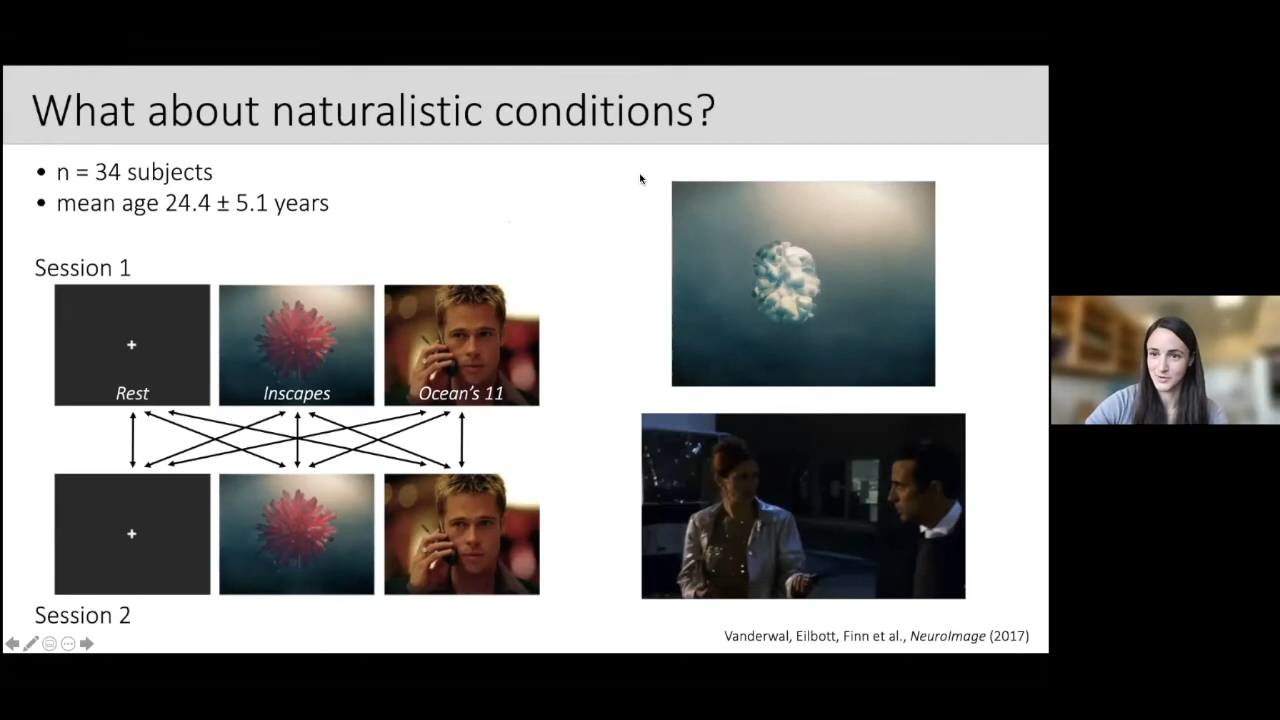 What about naturalistic conditions?
• n = 34 subjects
• mean age 24.4 ± 5.1 years
Session 1
Rest
Inscapes
Ocean's 11
Session 2
Vanderwal, Eilbott, Finn et al., NeuroImage (2017)